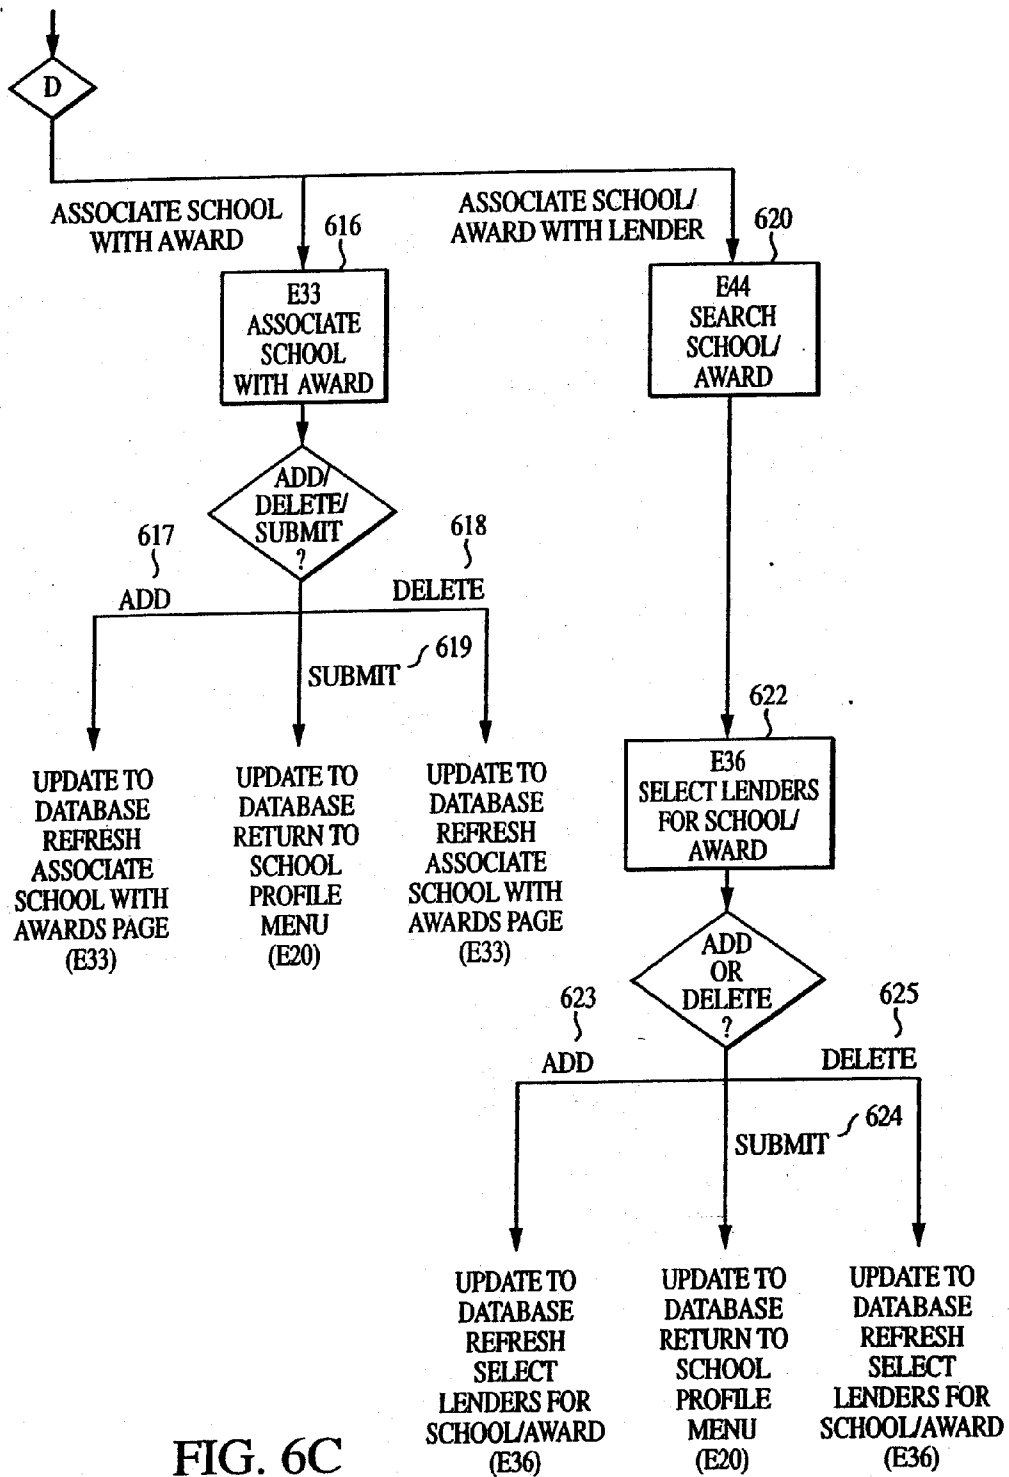 D
ASSOCIATE SCHOOL
WITH AWARD
ASSOCIATE SCHOOL/
AWARD WITH LENDER
616
620
E33
ASSOCIATE
SCHOOL
WITH AWARD
E44
SEARCH
SCHOOL/
AWARD
ADD/
DELETE/
SUBMIT
?
617
ADD
618
DELETE
619
SUBMIT
UPDATE TO
DATABASE
REFRESH
ASSOCIATE
SCHOOL WITH
AWARDS PAGE
(E33)
UPDATE TO
DATABASE
RETURN TO
SCHOOL
PROFILE
MENU
(E20)
UPDATE TO
DATABASE
REFRESH
ASSOCIATE
SCHOOL WITH
AWARDS PAGE
(E33)
622
E36
SELECT LENDERS
FOR SCHOOL/
AWARD
ADD
OR
DELETE
?
623
ADD
625
DELETE
624
SUBMIT
UPDATE TO
DATABASE
REFRESH
SELECT
LENDERS FOR
SCHOOL/AWARD
(E36)
UPDATE TO
DATABASE
RETURN TO
SCHOOL
PROFILE
MENU
(E20)
UPDATE TO
DATABASE
REFRESH
SELECT
LENDERS FOR
SCHOOL/AWARD
(E36)
FIG. 6C